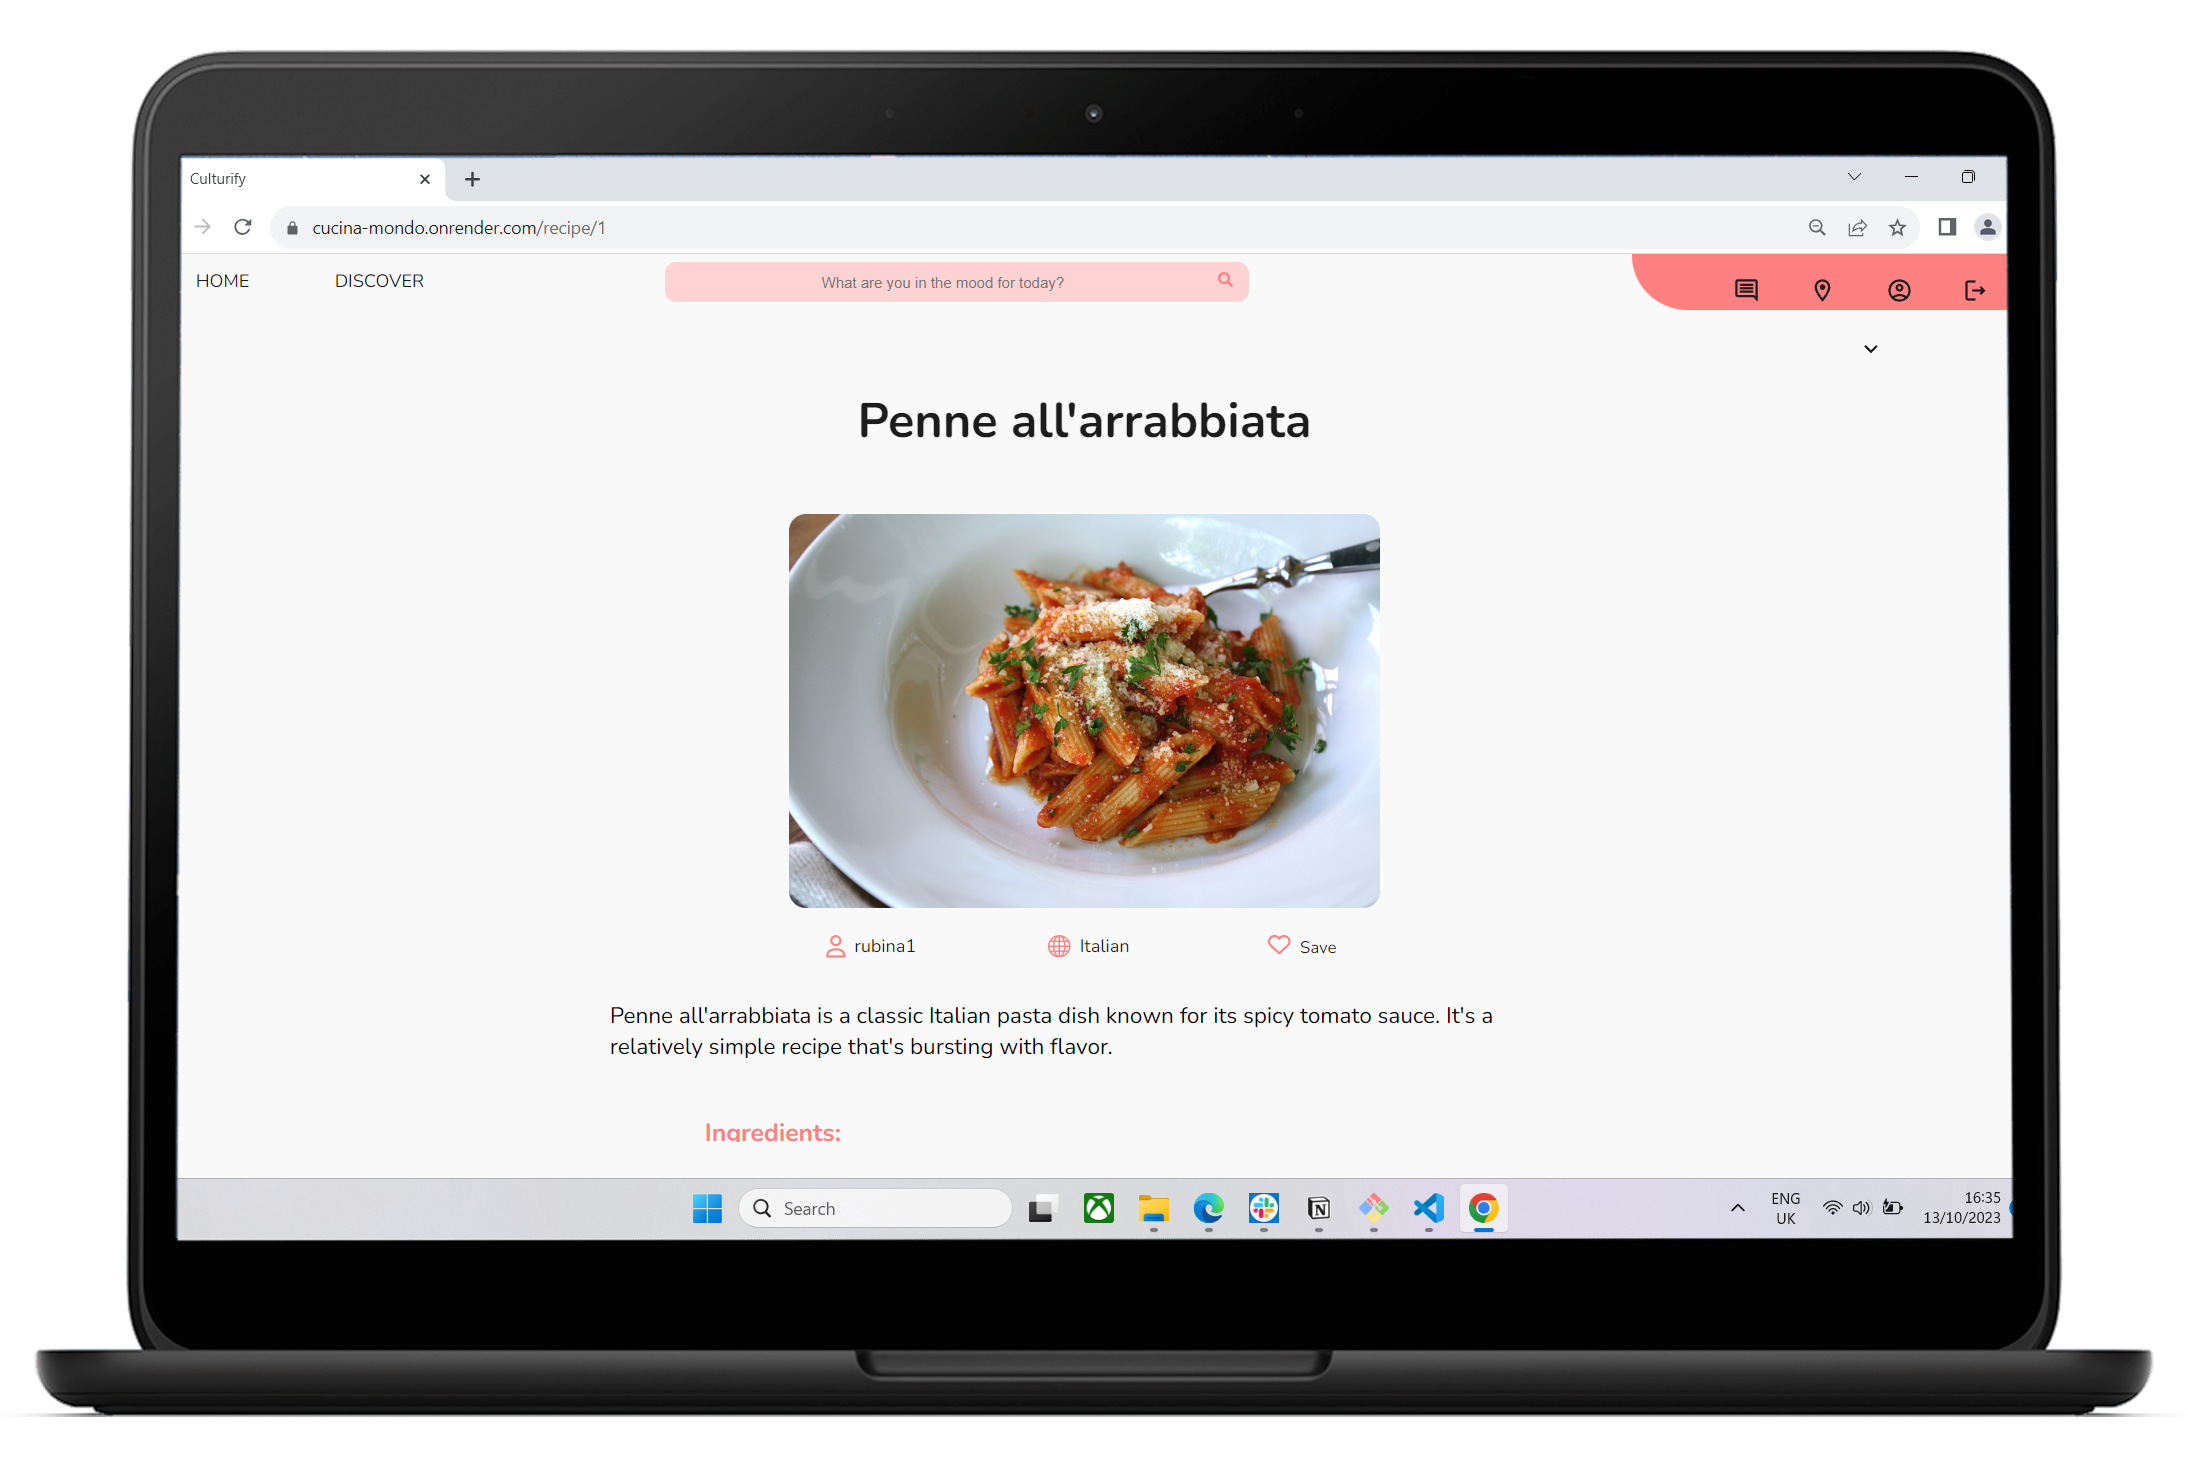 Culturify
cucina-mondo.onrender.com/recipe/1
HOME DISCOVER What are you in the mood for today?
Penne all'arrabbiata
rubina1 Italian Save
Penne all'arrabbiata is a classic Italian pasta dish known for its spicy tomato sauce. It's a
relatively simple recipe that's bursting with flavor.
Ingredients:
Search
ENG
UK
16:35
13/10/2023